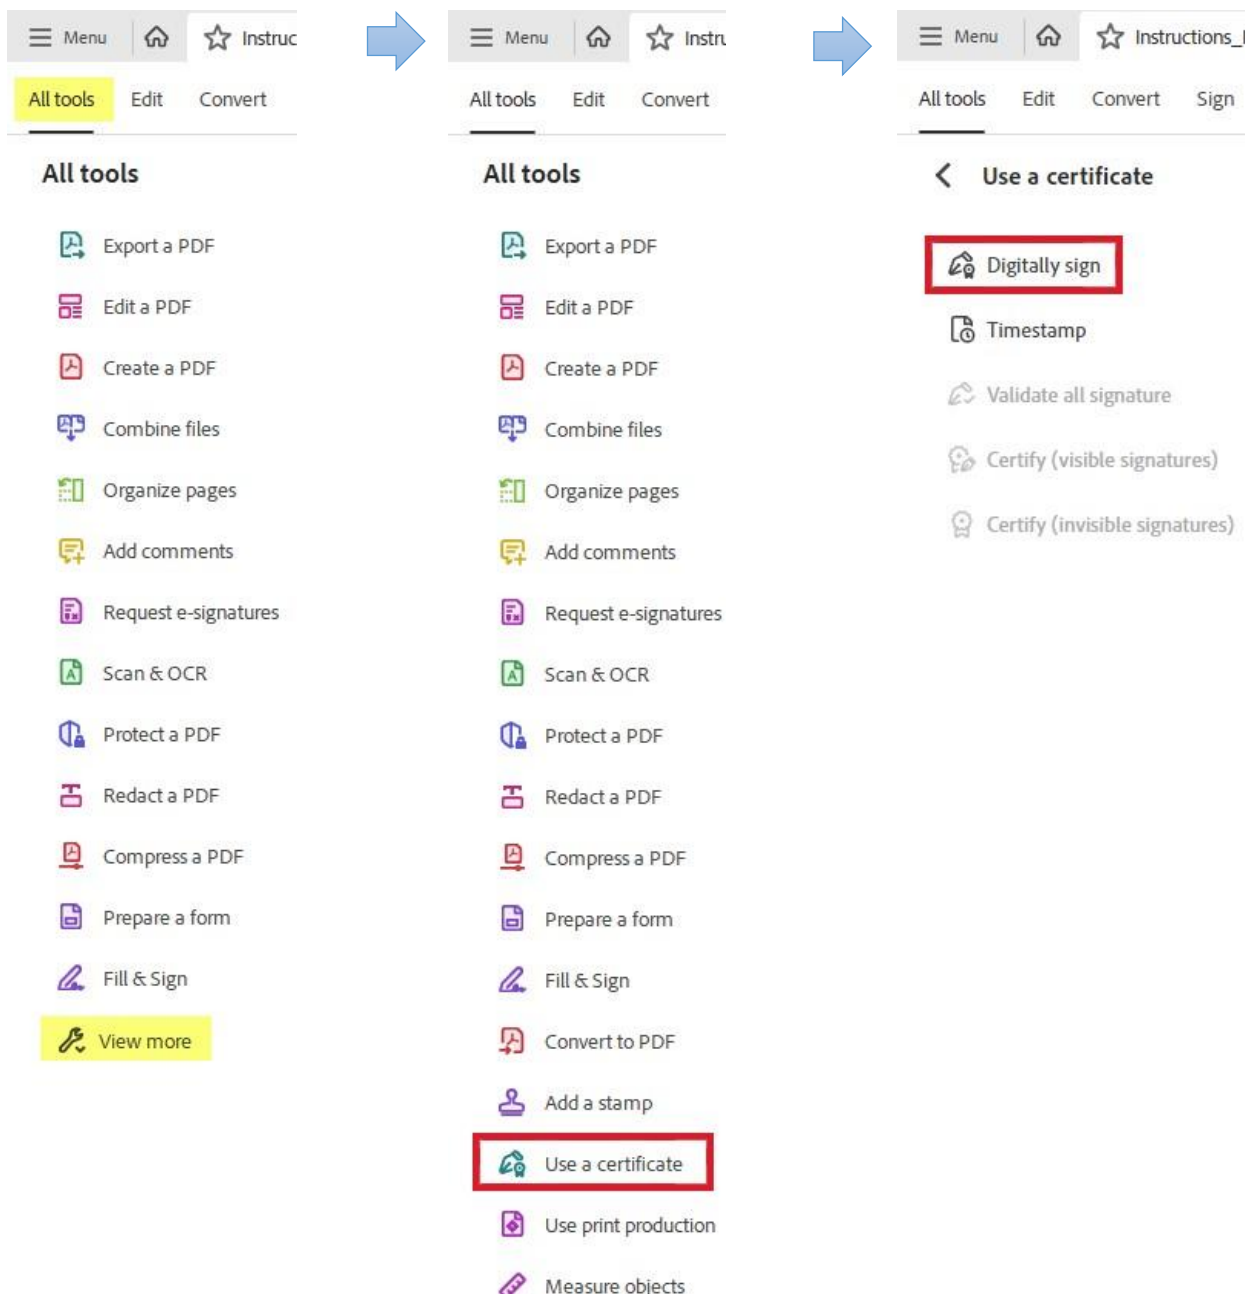 Menu
Instruc
All tools Edit Convert
All tools
Export a PDF
Edit a PDF
Create a PDF
Combine files
Organize pages
Add comments
Request e-signatures
Scan & OCR
Protect a PDF
Redact a PDF
Compress a PDF
Prepare a form
Fill & Sign
View more
Menu
Instru
All tools Edit Convert
All tools
Export a PDF
Edit a PDF
Create a PDF
Combine files
Organize pages
Add comments
Request e-signatures
Scan & OCR
Protect a PDF
Redact a PDF
Compress a PDF
Prepare a form
Fill & Sign
Convert to PDF
Add a stamp
Use a certificate
Use print production
Measure objects
Menu
Instructions_
All tools Edit Convert Sign
Use a certificate
Digitally sign
Timestamp
Validate all signature
Certify (visible signatures)
Certify (invisible signatures)